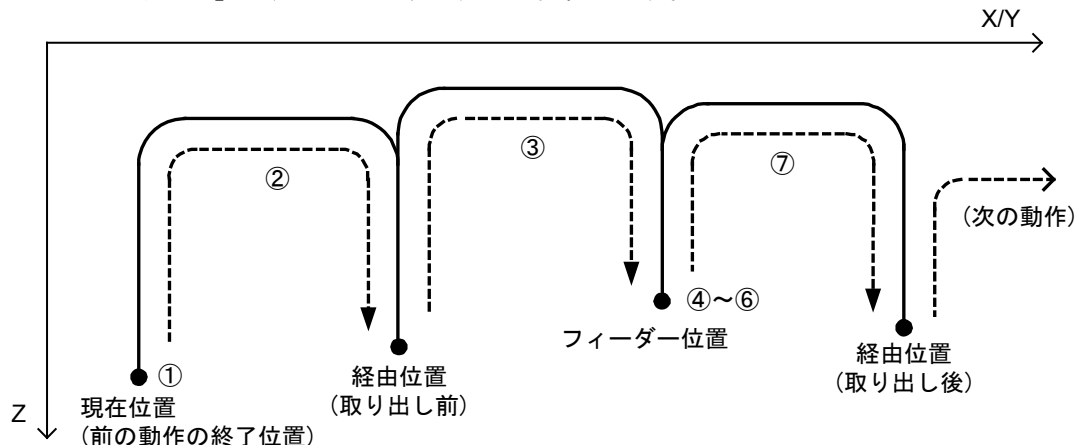 X/Y
②
③
⑦
(次の動作)
④～⑥
フィーダー位置
経由位置
(取り出し後)
経由位置
(取り出し前)
①
現在位置
(前の動作の終了位置)
Z